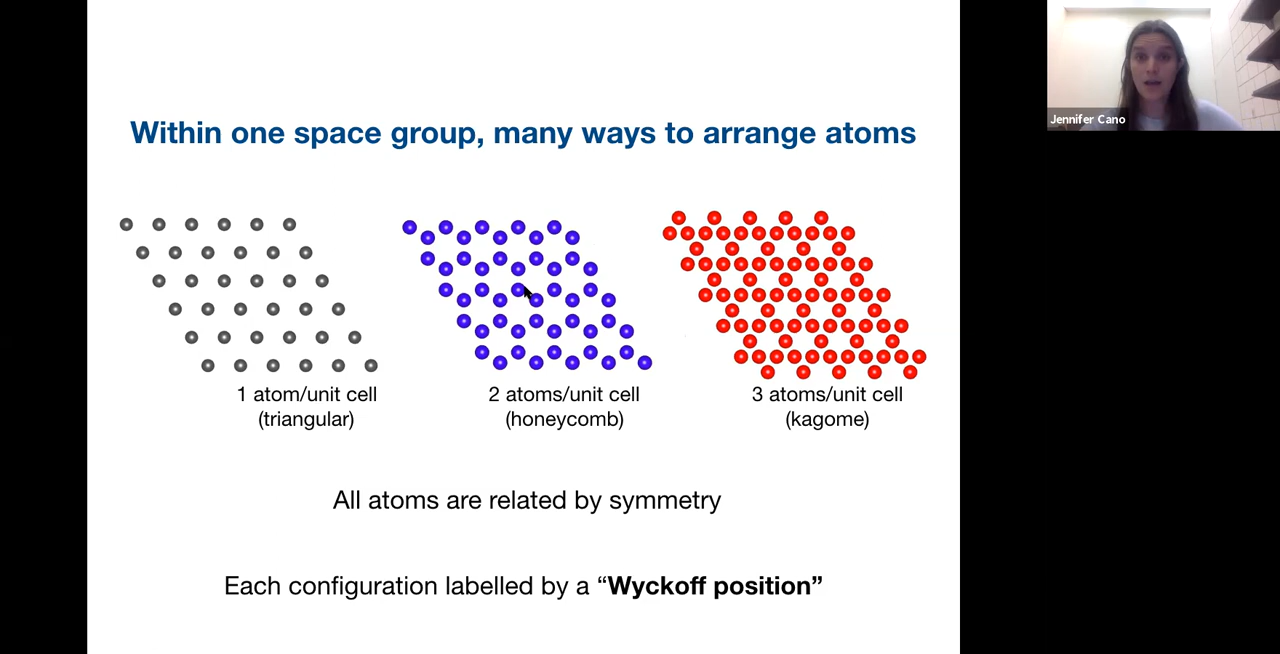 Within one space group, many ways to arrange atoms
Jennifer Cano
1 atom/unit cell
(triangular)
2 atoms/unit cell
(honeycomb)
3 atoms/unit cell
(kagome)
All atoms are related by symmetry
Each configuration labelled by a “Wyckoff position”